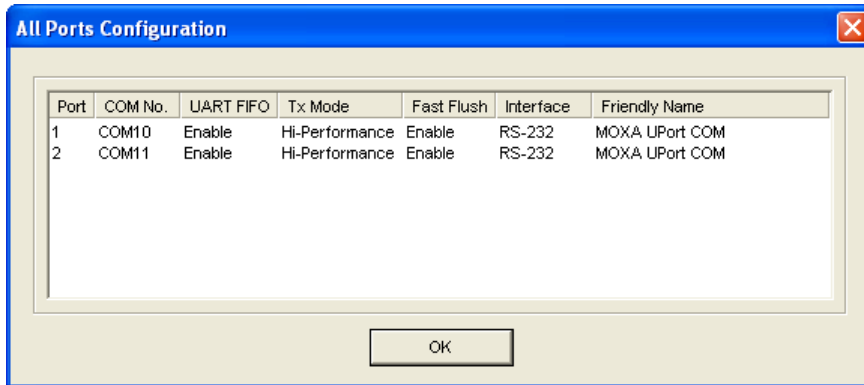 All Ports Configuration
Port COM No. UART FIFO Tx Mode Fast Flush Interface Friendly Name
1 COM10 Enable Hi-Performance Enable RS-232 MOXA UPort COM
2 COM11 Enable Hi-Performance Enable RS-232 MOXA UPort COM
OK